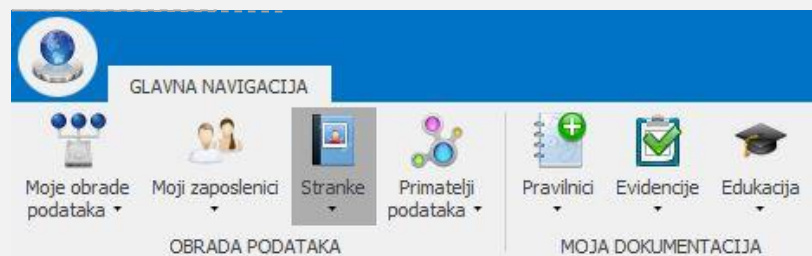 GLAVNA NAVIGACIJA
Moje obrade podataka
Moji zaposlenici
Stranke
Primatelji podataka
Pravilnici
Evidencije
Edukacija
OBRADA PODATAKA
MOJA DOKUMENTACIJA